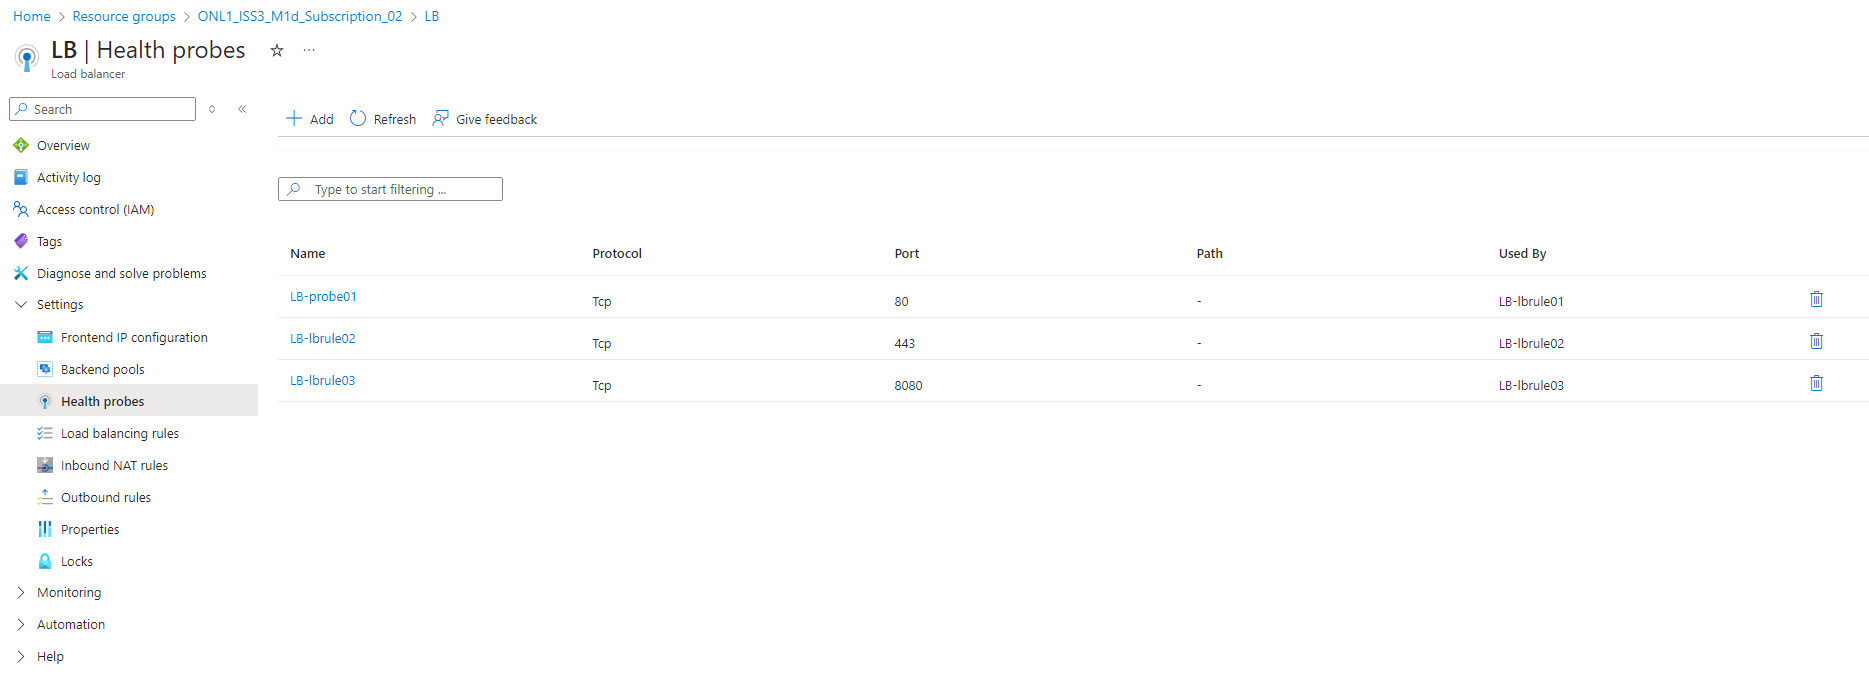 Home > Resource groups > ONL1_ISS3_M1d_Subscription_02 > LB
LB | Health probes
Load balancer
Search
Add Refresh Give feedback
Overview
Activity log
Access control (IAM)
Tags
Diagnose and solve problems
Settings
Frontend IP configuration
Backend pools
Health probes
Load balancing rules
Inbound NAT rules
Outbound rules
Properties
Locks
Monitoring
Automation
Help
Type to start filtering ...
Name Protocol Port Path Used By
LB-probe01 Tcp 80 - LB-lbrule01
LB-lbrule02 Tcp 443 - LB-lbrule02
LB-lbrule03 Tcp 8080 - LB-lbrule03